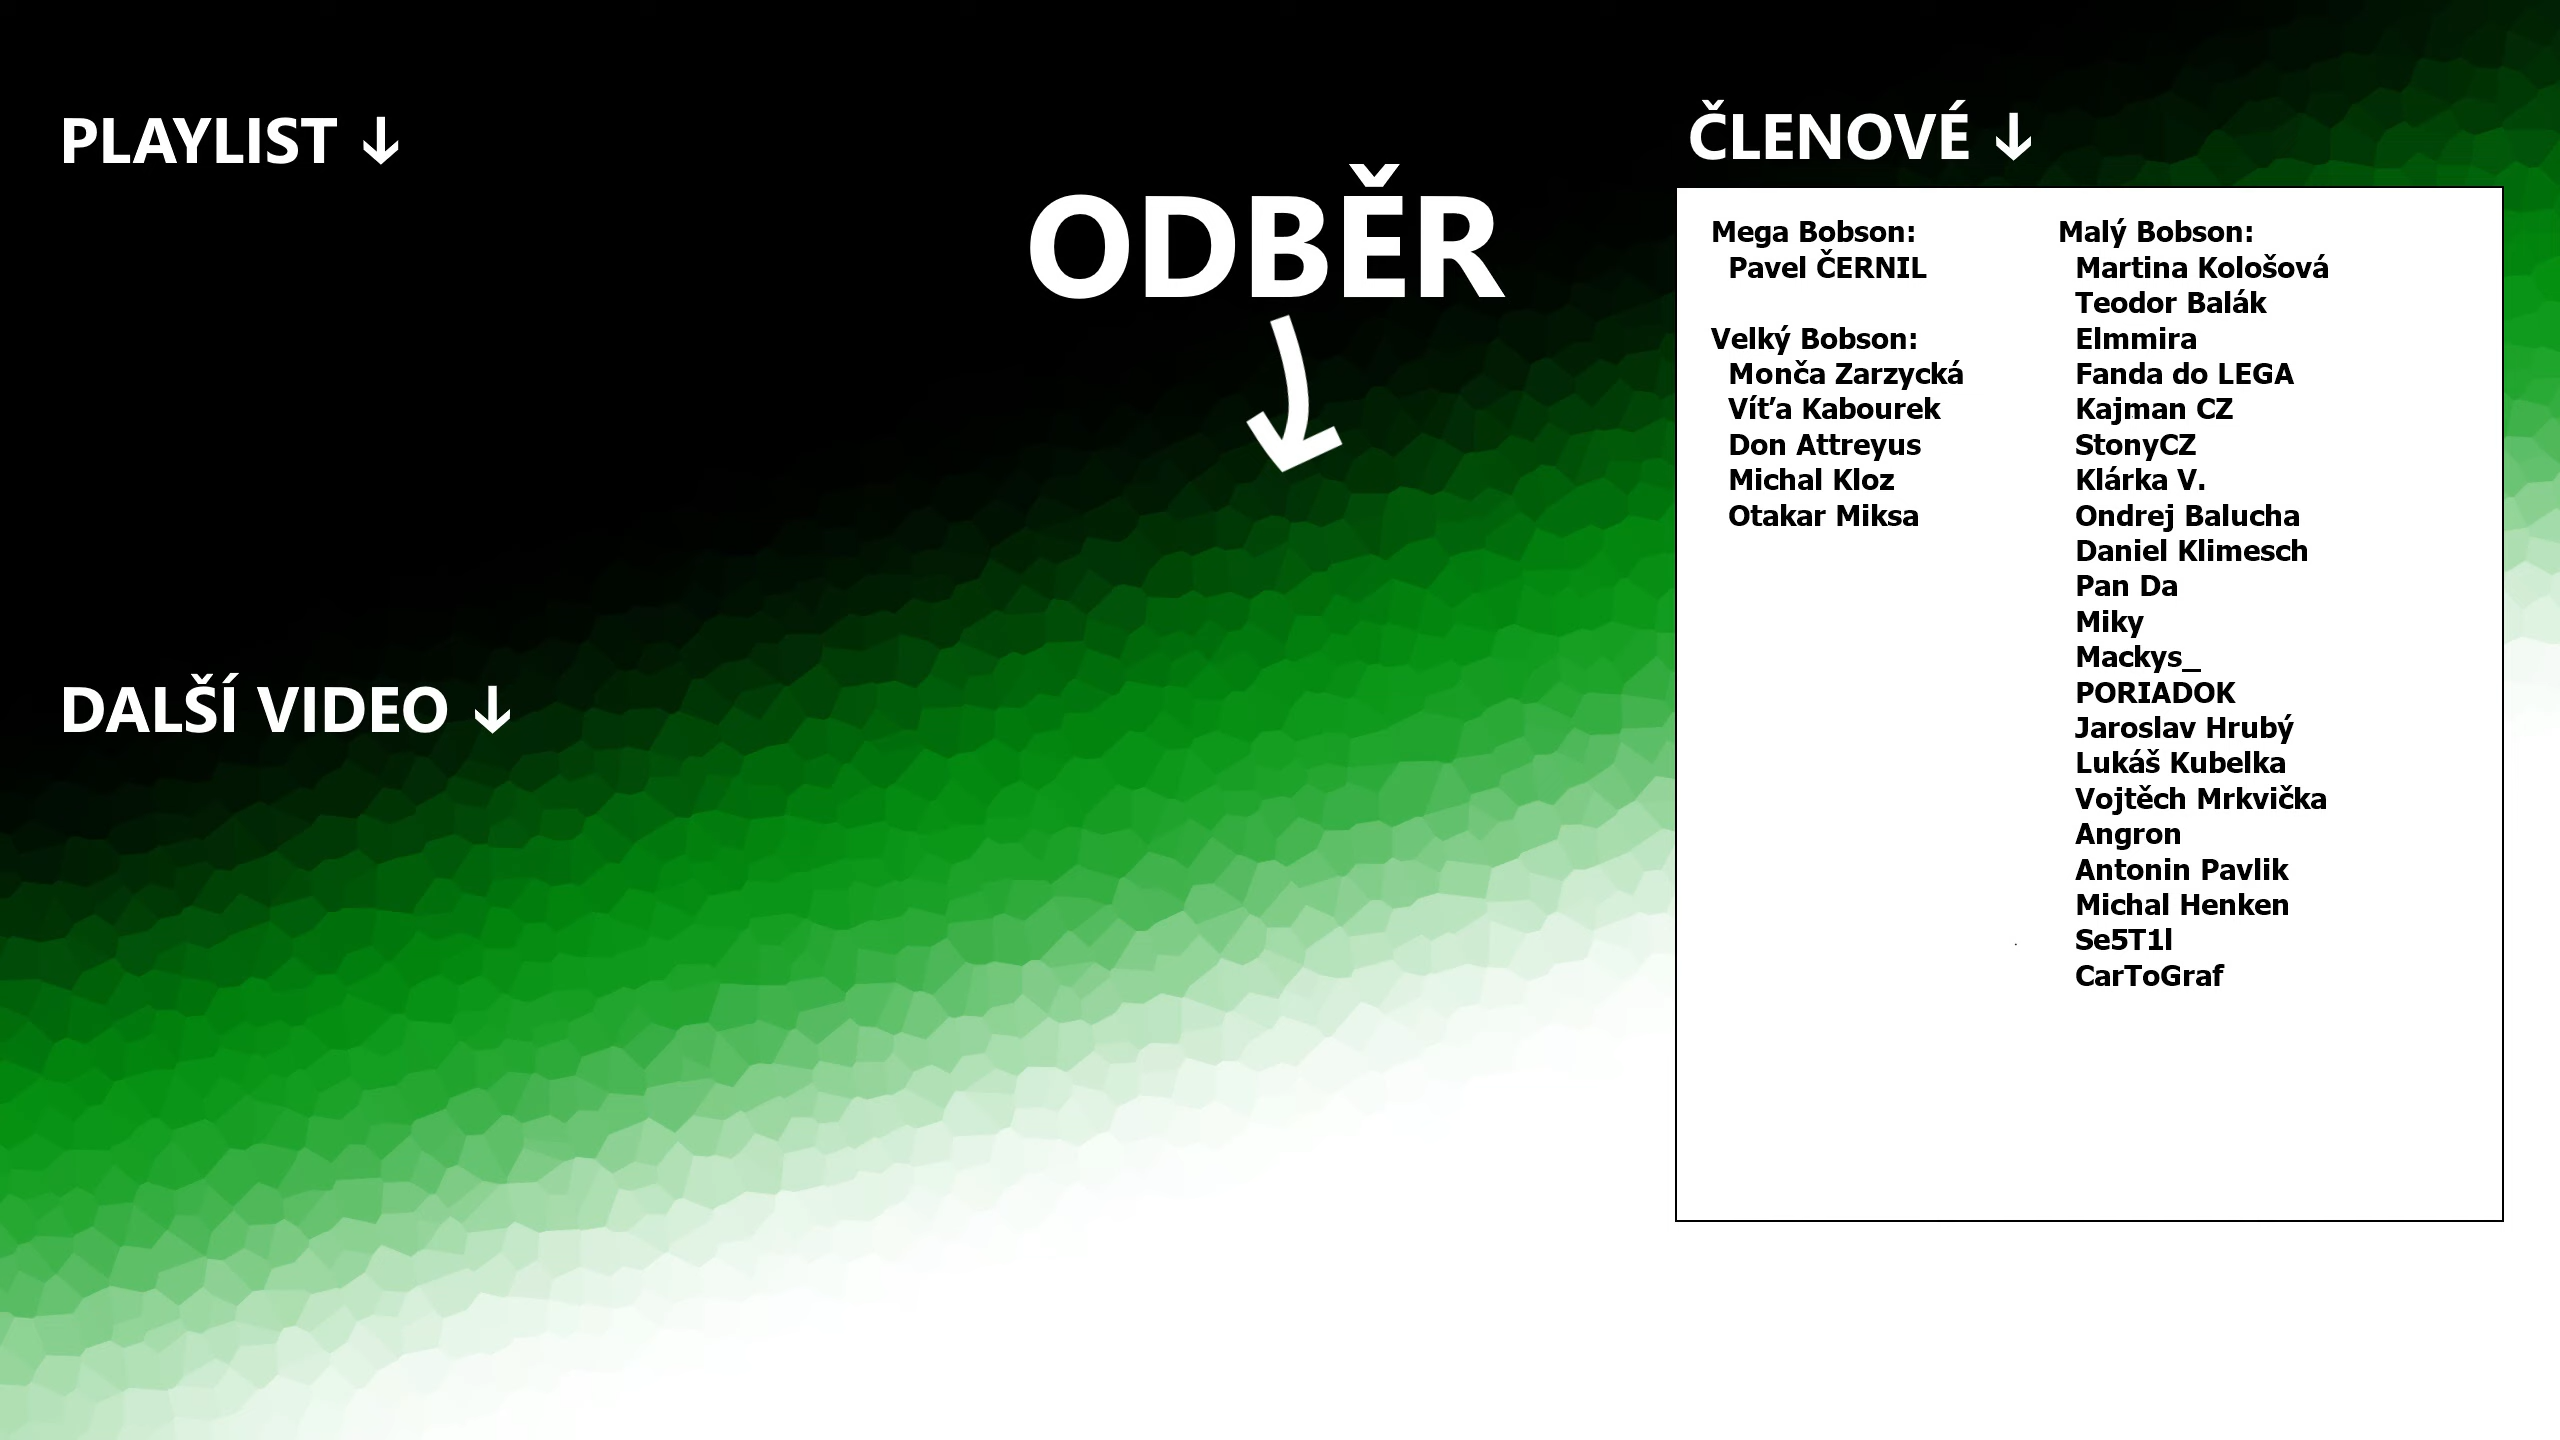 PLAYLIST ↓
DALŠÍ VIDEO ↓
ODBĚR
ČLENOVÉ ↓
Mega Bobson:
Pavel ČERNIL
Velký Bobson:
Monča Zarzycká
Víťa Kabourek
Don Attreyus
Michal Kloz
Otakar Miksa
Malý Bobson:
Martina Kološová
Teodor Balák
Elmmira
Fanda do LEGA
Kajman CZ
StonyCZ
Klárka V.
Ondrej Balucha
Daniel Klimesch
Pan Da
Miky
Mackys_
PORIADOK
Jaroslav Hrubý
Lukáš Kubelka
Vojtěch Mrkvička
Angron
Antonin Pavlik
Michal Henken
Se5T1l
CarToGraf